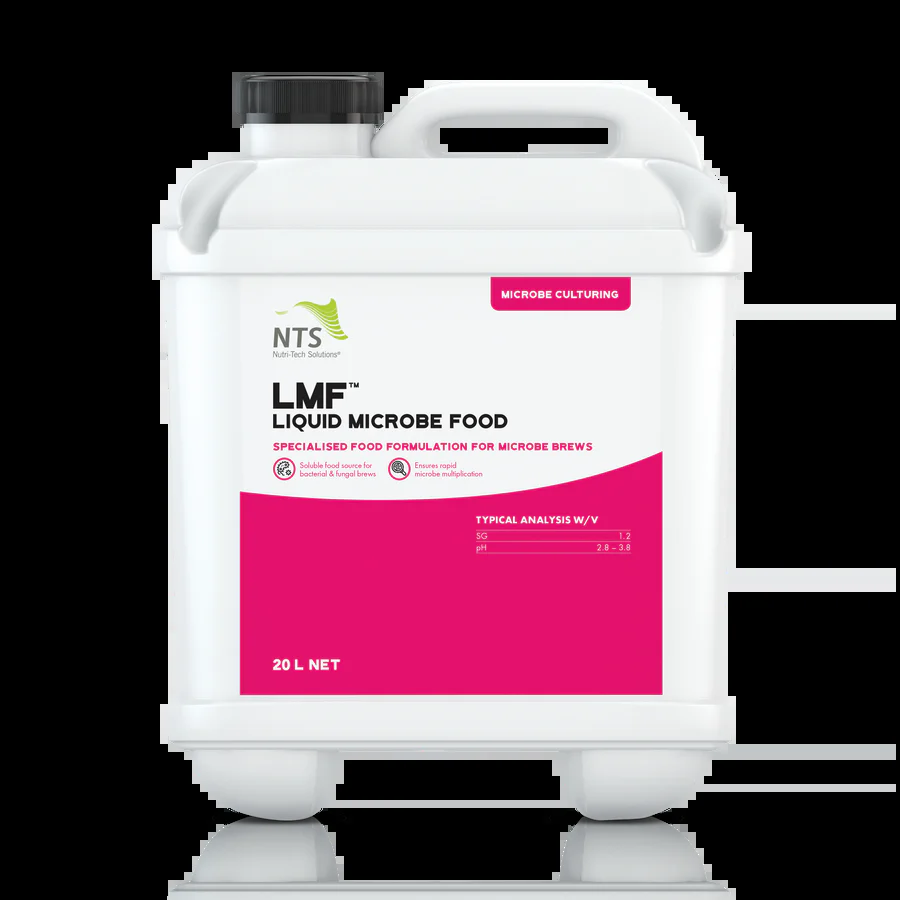 MICROBE CULTURING
NTS
Nutri-Tech Solutions®
LMF™
LIQUID MICROBE FOOD
SPECIALISED FOOD FORMULATION FOR MICROBE BREWS
Soluble food source for
bacterial & fungal brews
Ensures rapid
microbe multiplication
TYPICAL ANALYSIS W/V
SG 1.2
pH 2.8 – 3.8
20 L NET